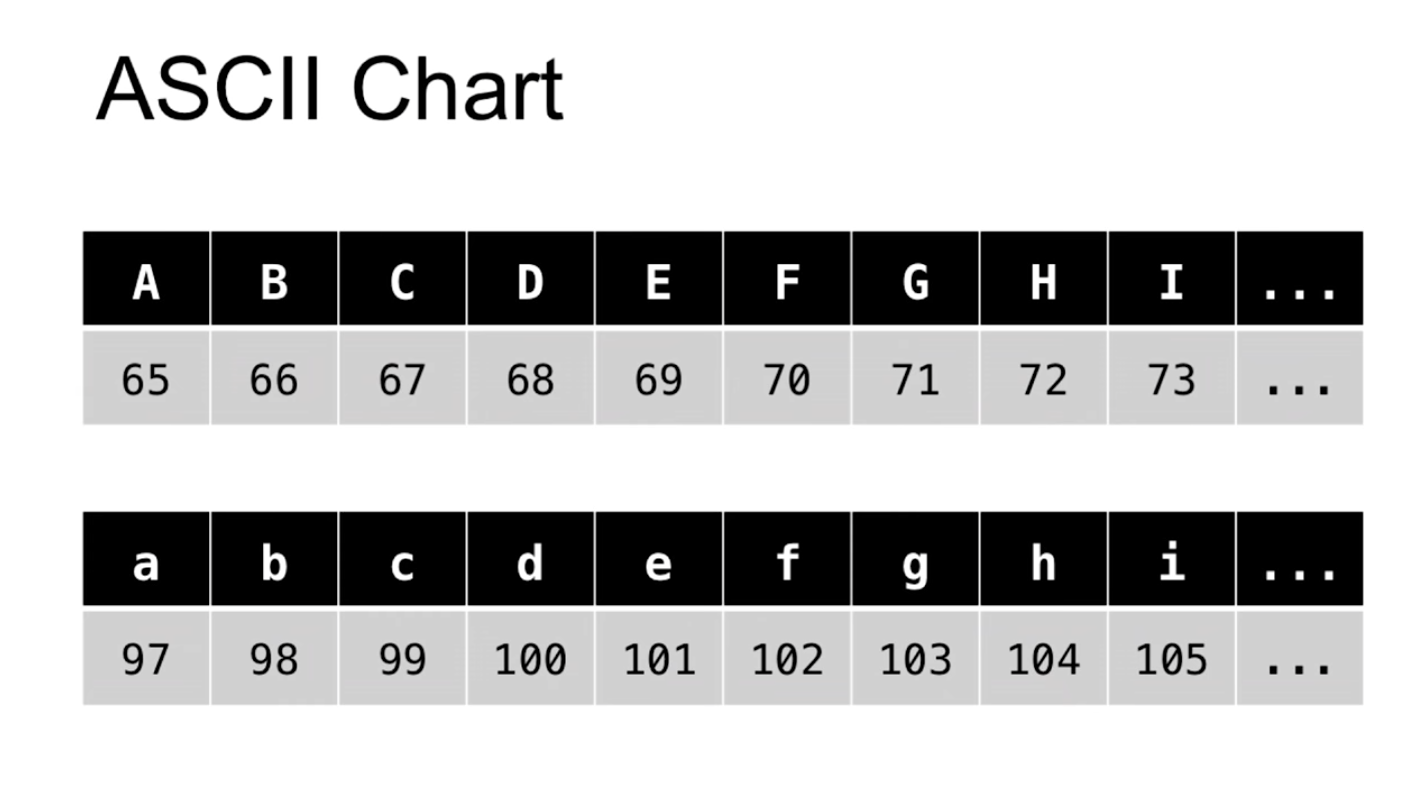 ASCII Chart
A B C D E F G H I ...
65 66 67 68 69 70 71 72 73 ...
a b c d e f g h i ...
97 98 99 100 101 102 103 104 105 ...